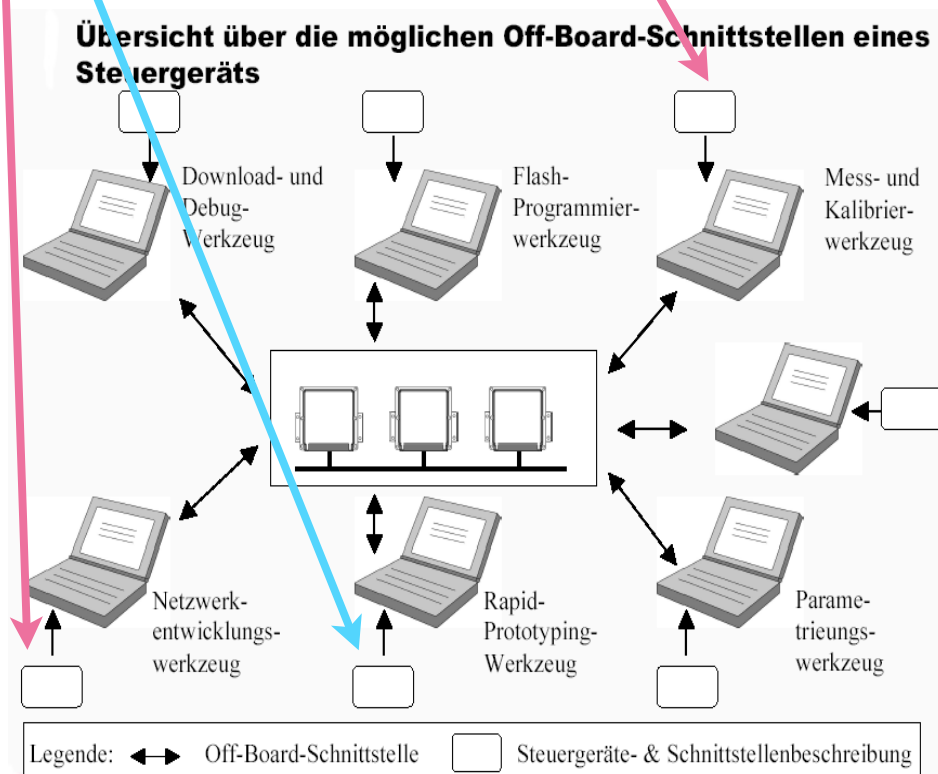 Übersicht über die möglichen Off-Board-Schnittstellen eines
Steuergeräts
Download- und
Debug-
Werkzeug
Flash-
Programmier-
werkzeug
Mess- und
Kalibrier-
werkzeug
Netzwerk-
entwicklungs-
werkzeug
Rapid-
Prototyping-
Werkzeug
Parame-
trierungs-
werkzeug
Legende: Off-Board-Schnittstelle Steuergeräte- & Schnittstellenbeschreibung